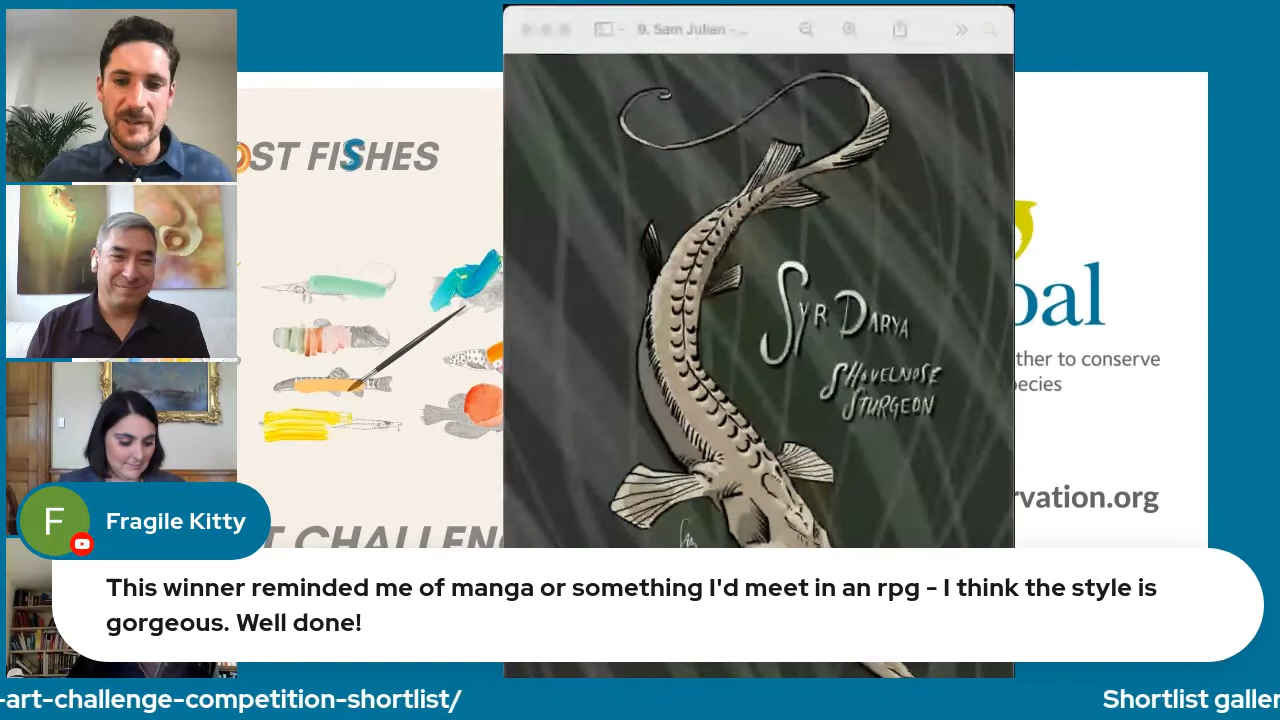 9. Sam Julian - ...
OST FISHES
SYR DARYA
SHOVELNOSE
STURGEON
bal
ther to conserve
pecies
rvation.org
T CHALLEN
F
Fragile Kitty
This winner reminded me of manga or something I'd meet in an rpg - I think the style is
gorgeous. Well done!
-art-challenge-competition-shortlist/
Shortlist galler